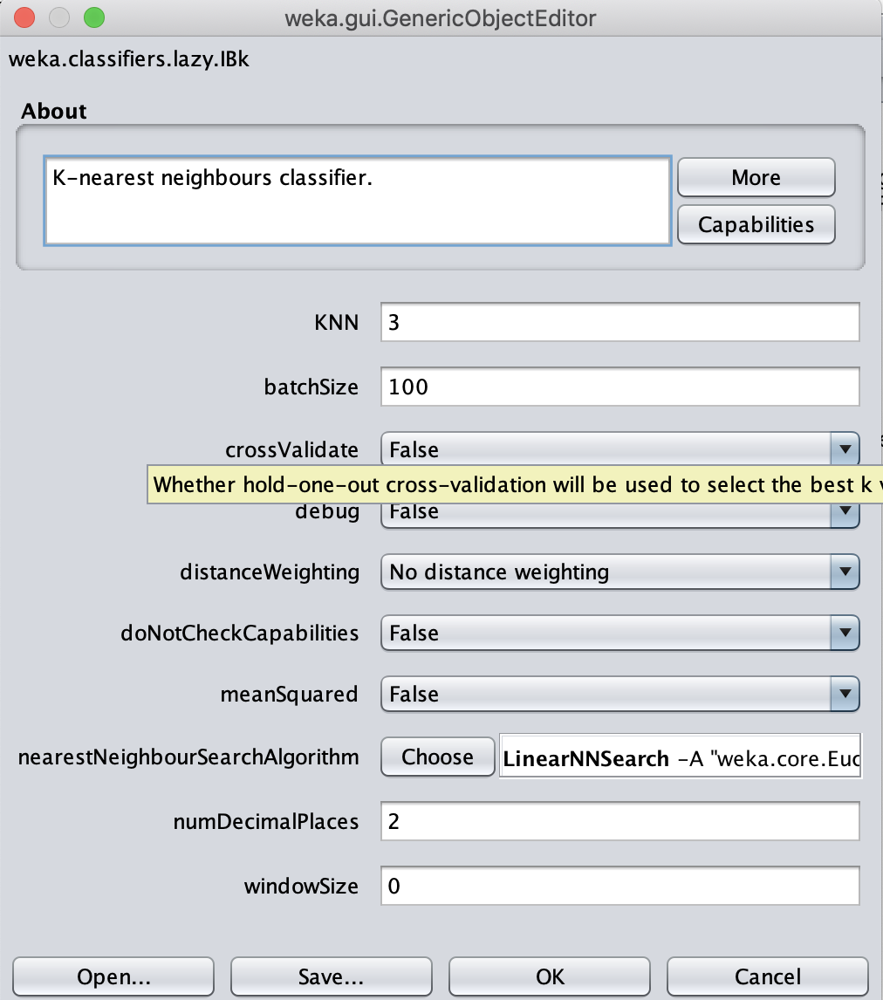 weka.gui.GenericObjectEditor
weka.classifiers.lazy.IBk
About
K-nearest neighbours classifier.
More
Capabilities
KNN 3
batchSize 100
crossValidate False
Whether hold-one-out cross-validation will be used to select the best k
debug False
distanceWeighting No distance weighting
doNotCheckCapabilities False
meanSquared False
nearestNeighbourSearchAlgorithm Choose LinearNNSearch -A "weka.core.Euc
numDecimalPlaces 2
windowSize 0
Open... Save... OK Cancel